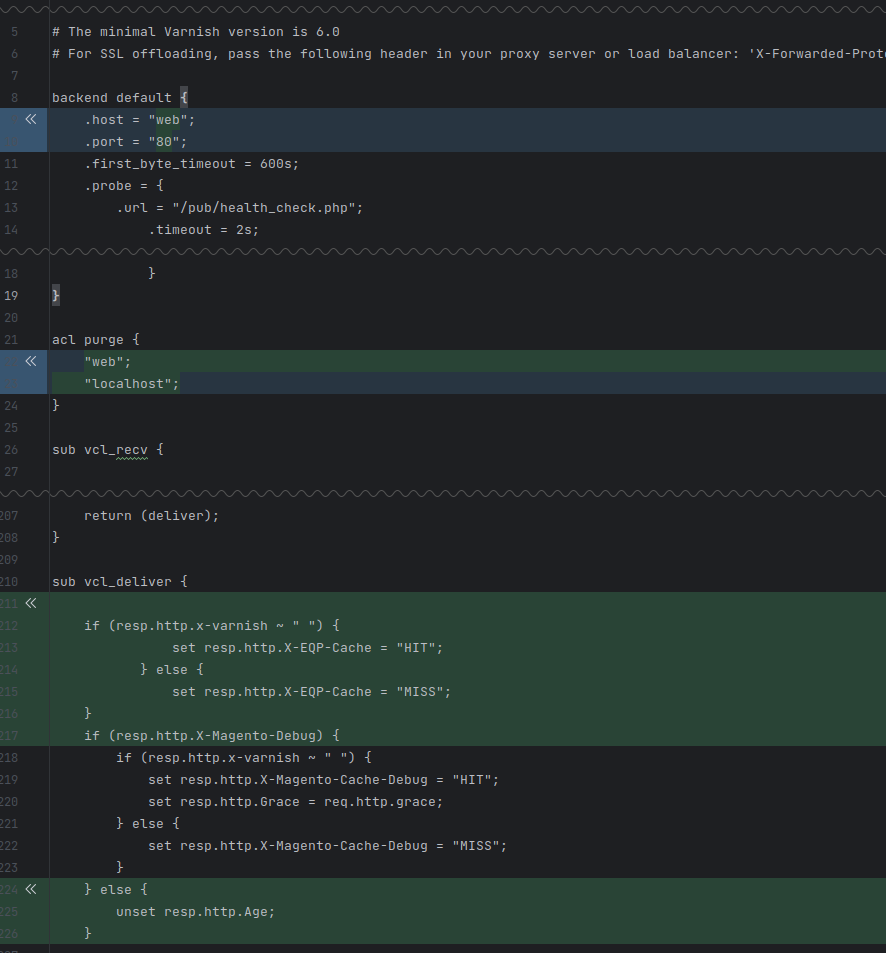 5 # The minimal Varnish version is 6.0
6 # For SSL offloading, pass the following header in your proxy server or load balancer: 'X-Forwarded-Prot
7
8 backend default {
.host = "web";
.port = "80";
11 .first_byte_timeout = 600s;
12 .probe = {
13 .url = "/pub/health_check.php";
14 .timeout = 2s;
18 }
19 }
20
21 acl purge {
"web";
"localhost";
24 }
25
26 sub vcl_recv {
27
207 return (deliver);
208 }
209
210 sub vcl_deliver {
211
212 if (resp.http.x-varnish ~ " ") {
213 set resp.http.X-EQP-Cache = "HIT";
214 } else {
215 set resp.http.X-EQP-Cache = "MISS";
216 }
217 if (resp.http.X-Magento-Debug) {
218 if (resp.http.x-varnish ~ " ") {
219 set resp.http.X-Magento-Cache-Debug = "HIT";
220 set resp.http.Grace = req.http.grace;
221 } else {
222 set resp.http.X-Magento-Cache-Debug = "MISS";
223 }
224 } else {
225 unset resp.http.Age;
226 }